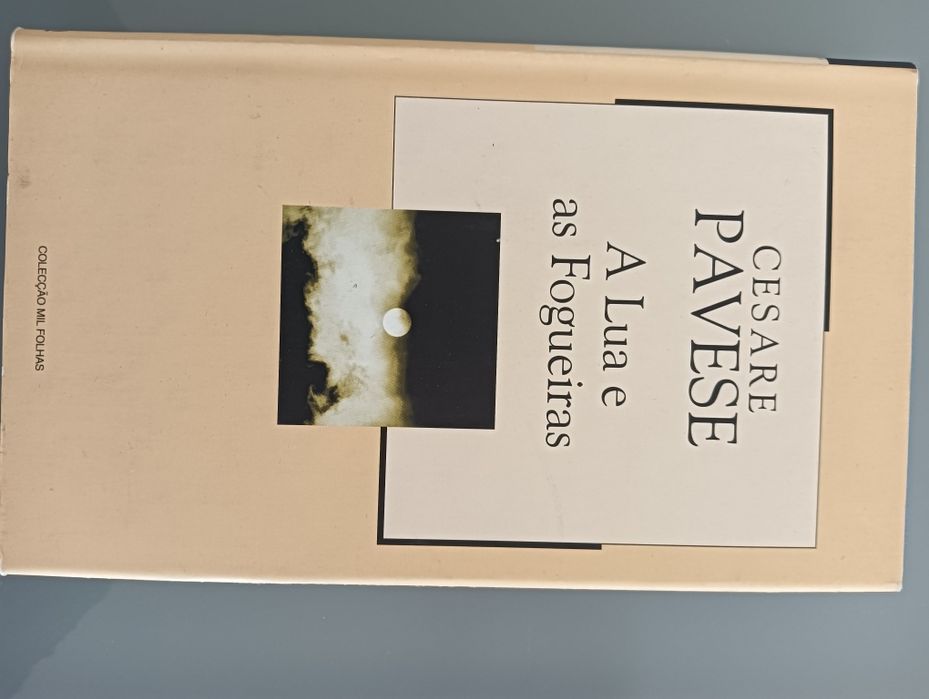 CESARE
PAVESE
A Lua e
as Fogueiras
COLECÇÃO MIL FOLHAS